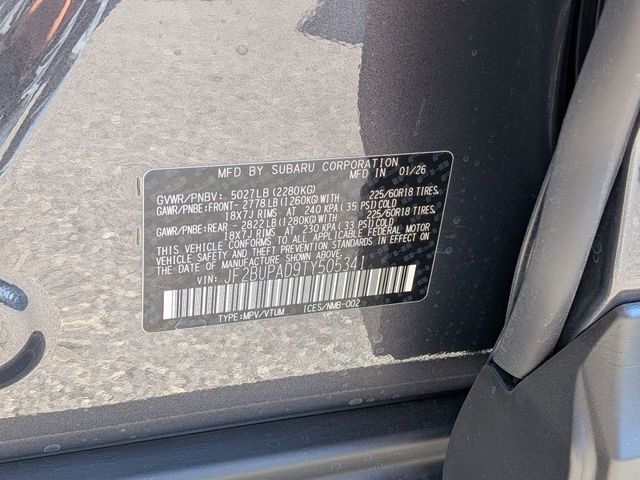 MFD BY SUBARU CORPORATION
MFD IN 01/26
GVWR/PNBV: 5027LB(2280KG)
GAWR/PNBE:FRONT- 2778LB(1260KG)WITH 225/60R18 TIRES,
18X7J RIMS AT 240 KPA(35 PSI)COLD
GAWR/PNBE:REAR - 2822LB(1280KG)WITH 225/60R18 TIRES,
18X7J RIMS AT 230 KPA(33 PSI)COLD
THIS VEHICLE CONFORMS TO ALL APPLICABLE FEDERAL MOTOR
VEHICLE SAFETY AND THEFT PREVENTION STANDARDS IN EFFECT ON
THE DATE OF MANUFACTURE SHOWN ABOVE.
VIN: JF2BUPAD9TY505341
TYPE:MPV/VTUM ICES/NMB-002